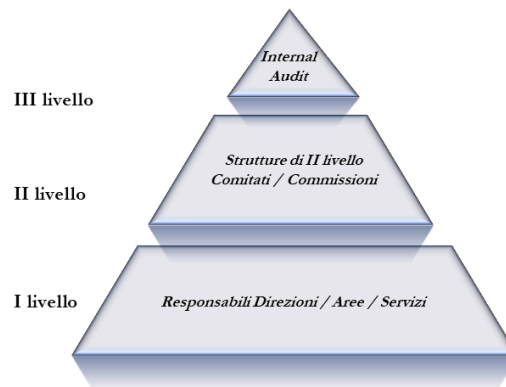 Internal
Audit
III livello
Strutture di II livello
Comitati / Commissioni
II livello
I livello
Responsabili Direzioni / Aree / Servizi